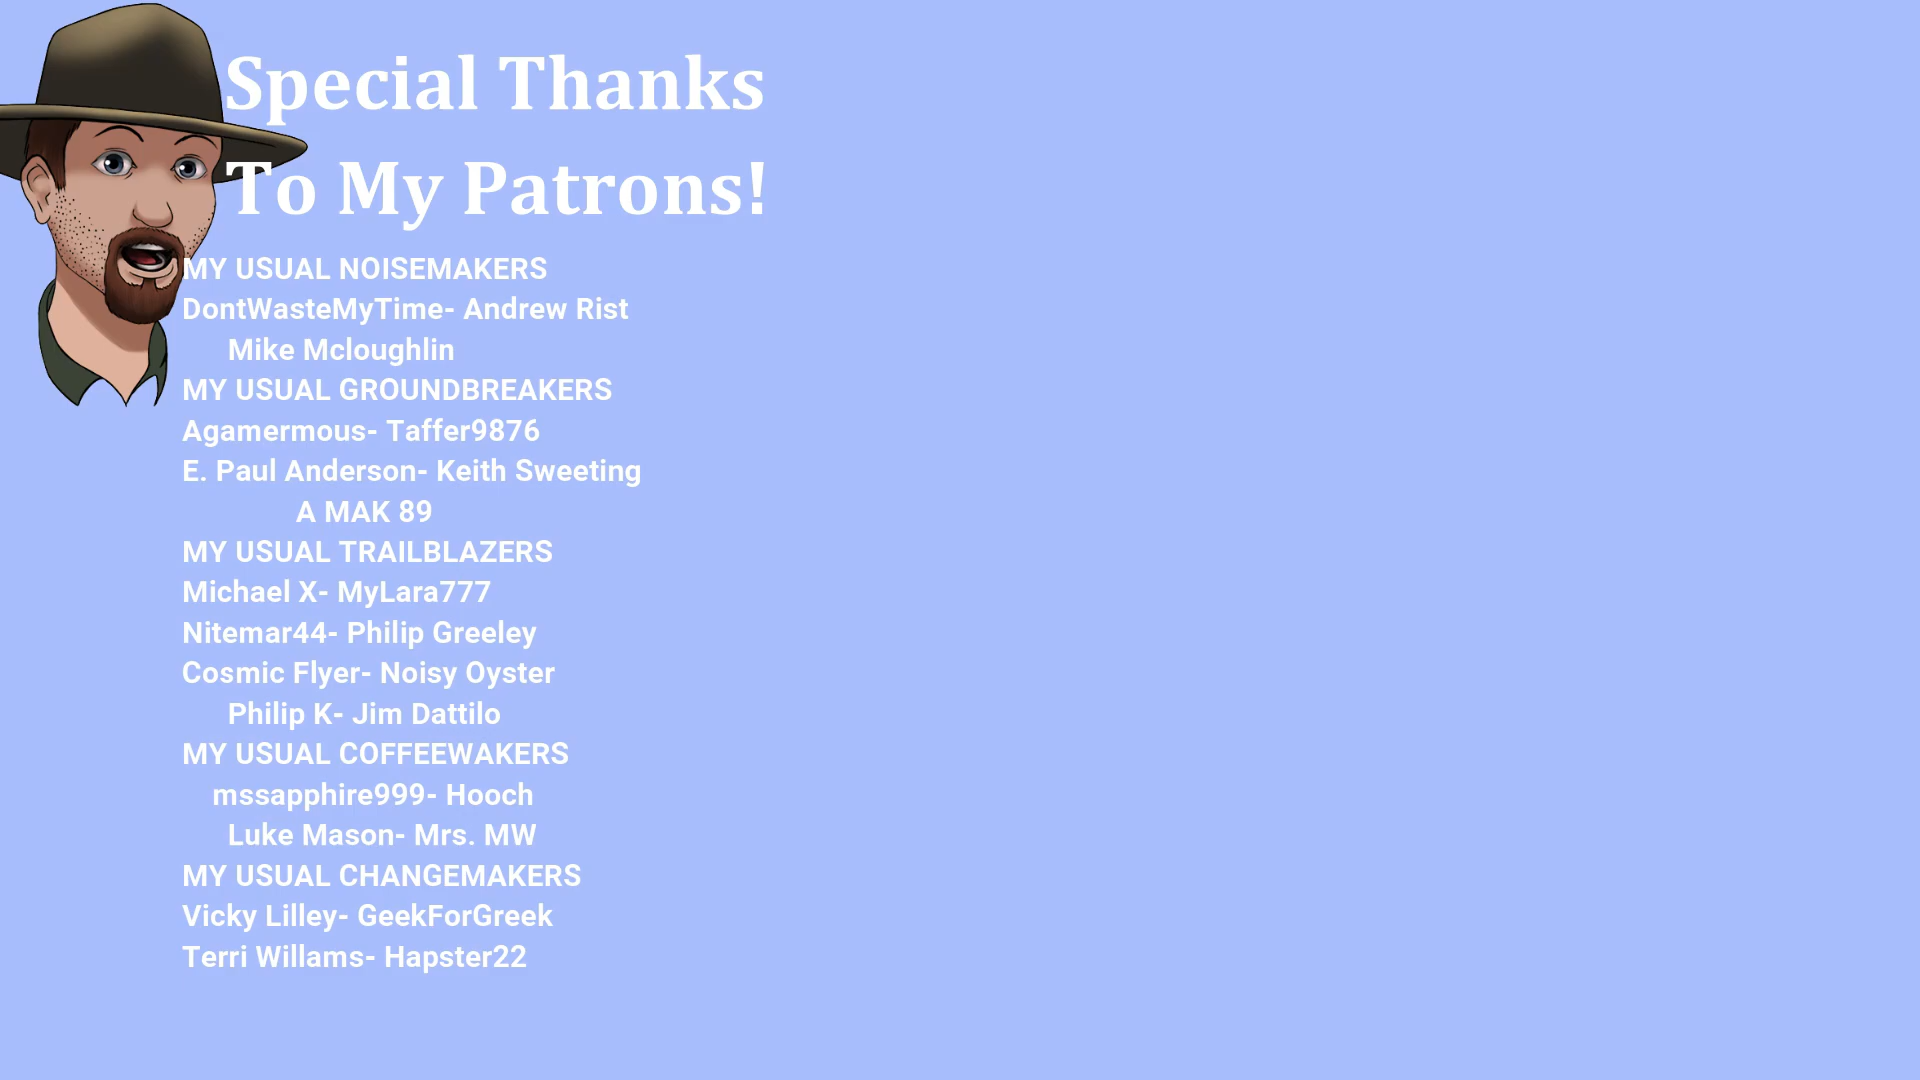 Special Thanks
To My Patrons!
MY USUAL NOISEMAKERS
DontWasteMyTime- Andrew Rist
Mike Mcloughlin
MY USUAL GROUNDBREAKERS
Agamermous- Taffer9876
E. Paul Anderson- Keith Sweeting
A MAK 89
MY USUAL TRAILBLAZERS
Michael X- MyLara777
Nitemar44- Philip Greeley
Cosmic Flyer- Noisy Oyster
Philip K- Jim Dattilo
MY USUAL COFFEEWAKERS
mssapphire999- Hooch
Luke Mason- Mrs. MW
MY USUAL CHANGEMAKERS
Vicky Lilley- GeekForGreek
Terri Willams- Hapster22